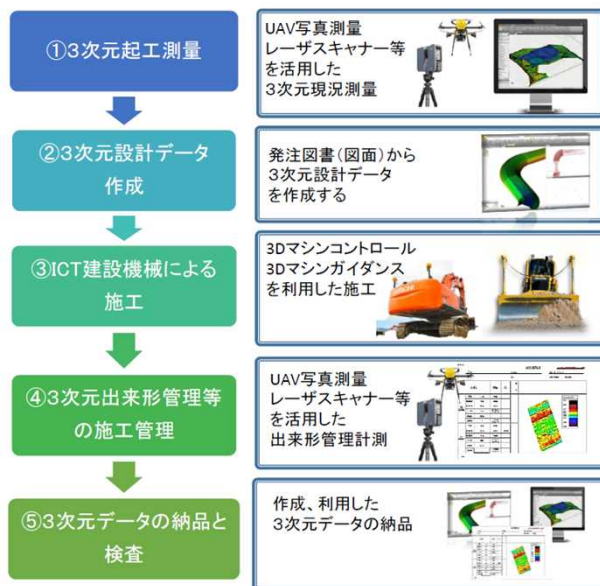 ①3次元起工測量
UAV写真測量
レーザスキャナー等
を活用した
3次元現況測量
②3次元設計データ
作成
発注図書(図面)から
3次元設計データ
を作成する
③ICT建設機械による
施工
3Dマシンコントロール
3Dマシンガイダンス
を利用した施工
④3次元出来形管理等
の施工管理
UAV写真測量
レーザスキャナー等
を活用した
出来形管理計測
⑤3次元データの納品と
検査
作成、利用した
3次元データの納品